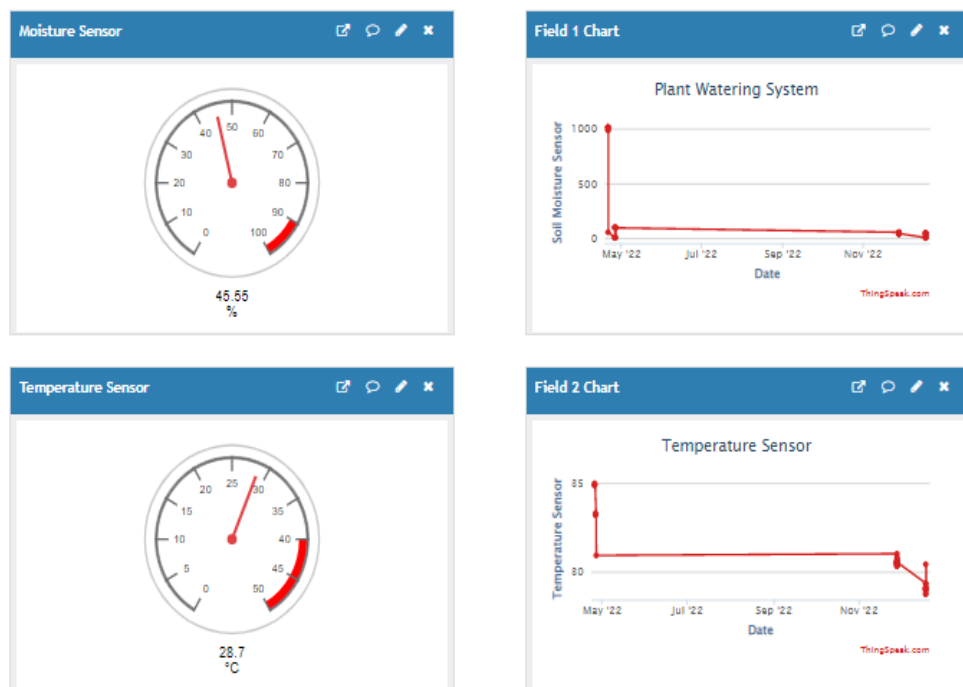 Moisture Sensor
0
10
20
30
40
50
60
70
80
90
100
45.55
%
Field 1 Chart
Plant Watering System
Soil Moisture Sensor
1000
500
0
May '22
Jul '22
Sep '22
Nov '22
Date
ThingSpeak.com
Temperature Sensor
0
5
10
15
20
25
30
35
40
45
50
28.7
°C
Field 2 Chart
Temperature Sensor
Temperature Sensor
85
80
May '22
Jul '22
Sep '22
Nov '22
Date
ThingSpeak.com